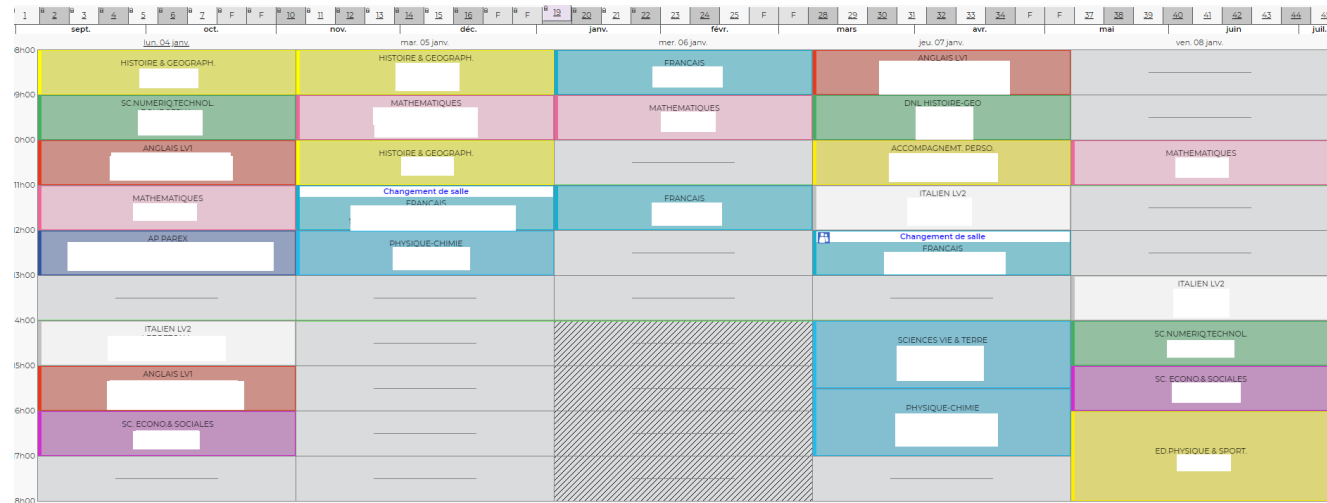 1 2 3 4 5 6 7 F F 10 11 12 13 14 15 16 F F 19 20 21 22 23 24 25 F F 28 29 30 31 32 33 34 F F 37 38 39 40 41 42 43 44
sept. oct. nov. déc. janv. févr. mars avr. mai juin juil.
lun. 04 janv. mar. 05 janv. mer. 06 janv. jeu. 07 janv. ven. 08 janv.
8h00
HISTOIRE & GEOGRAPH. HISTOIRE & GEOGRAPH. FRANCAIS ANGLAIS LV1
9h00
SC.NUMERIQ.TECHNOL. MATHEMATIQUES MATHEMATIQUES DNL HISTOIRE-GEO
0h00
ANGLAIS LV1 HISTOIRE & GEOGRAPH. ACCOMPAGNEMT. PERSO. MATHEMATIQUES
11h00
Changement de salle
MATHEMATIQUES FRANCAIS FRANCAIS ITALIEN LV2
2h00
AP PAREX PHYSIQUE-CHIMIE Changement de salle
FRANCAIS
3h00
ITALIEN LV2
4h00
ITALIEN LV2 SCIENCES VIE & TERRE SC.NUMERIQ.TECHNOL.
5h00
ANGLAIS LV1 SC. ECONO.& SOCIALES
PHYSIQUE-CHIMIE
6h00
SC. ECONO.& SOCIALES ED.PHYSIQUE & SPORT.
7h00
8h00